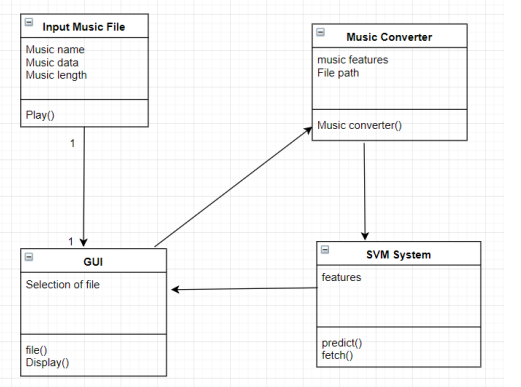 Input Music File
Music name
Music data
Music length
Play()
Music Converter
music features
File path
Music converter()
1
1
GUI
Selection of file
file()
Display()
SVM System
features
predict()
fetch()